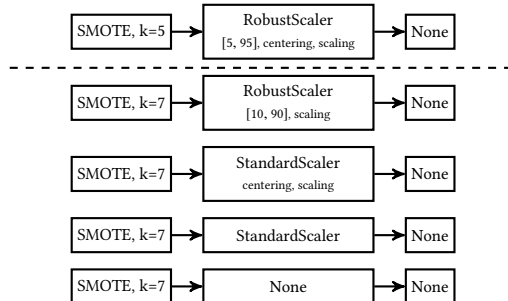 SMOTE, k=5
RobustScaler
[5, 95], centering, scaling
None
SMOTE, k=7
RobustScaler
[10, 90], scaling
None
SMOTE, k=7
StandardScaler
centering, scaling
None
SMOTE, k=7
StandardScaler
None
SMOTE, k=7
None
None